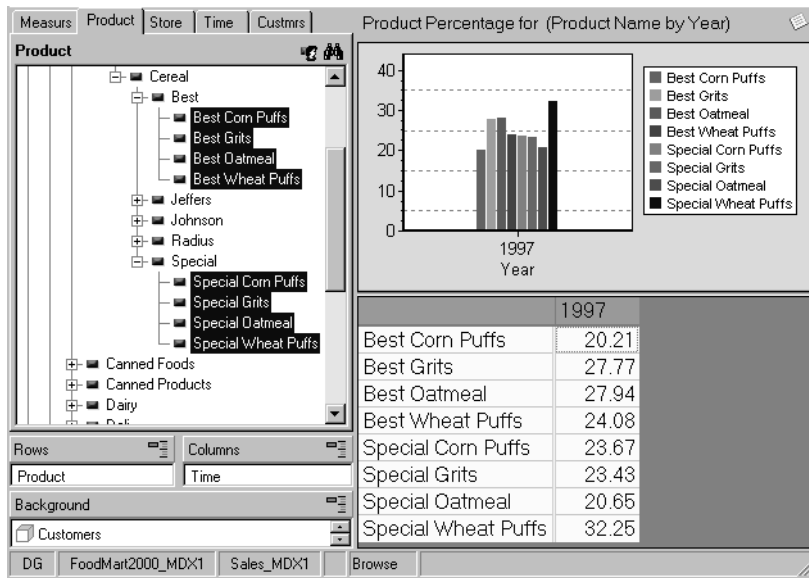 Measurs Product Store Time Custmrs
Product
Cereal
Best
Best Corn Puffs
Best Grits
Best Oatmeal
Best Wheat Puffs
Jeffers
Johnson
Radius
Special
Special Corn Puffs
Special Grits
Special Oatmeal
Special Wheat Puffs
Canned Foods
Canned Products
Dairy
Rows
Columns
Product
Time
Background
Customers
Product Percentage for (Product Name by Year)
40
30
20
10
0
1997
Year
Best Corn Puffs
Best Grits
Best Oatmeal
Best Wheat Puffs
Special Corn Puffs
Special Grits
Special Oatmeal
Special Wheat Puffs
1997
Best Corn Puffs 20.21
Best Grits 27.77
Best Oatmeal 27.94
Best Wheat Puffs 24.08
Special Corn Puffs 23.67
Special Grits 23.43
Special Oatmeal 20.65
Special Wheat Puffs 32.25
DG FoodMart2000_MDX1 Sales_MDX1 Browse